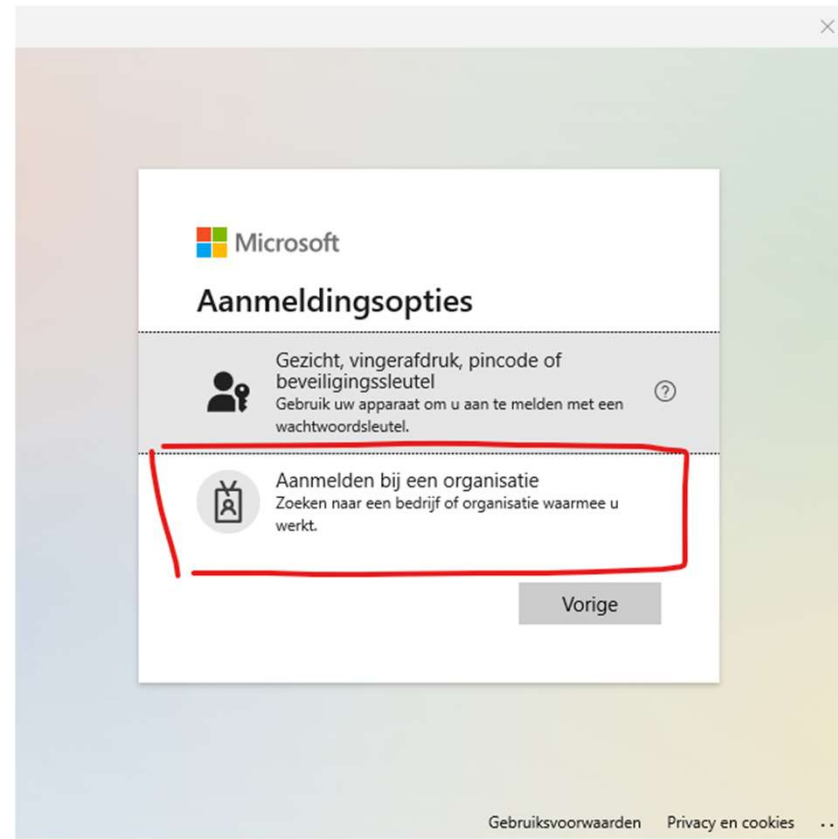 Microsoft
Aanmeldingsopties
Gezicht, vingerafdruk, pincode of
beveiligingssleutel
Gebruik uw apparaat om u aan te melden met een
wachtwoordsleutel.
Aanmelden bij een organisatie
Zoeken naar een bedrijf of organisatie waarmee u
werkt.
Vorige
Gebruiksvoorwaarden Privacy en cookies